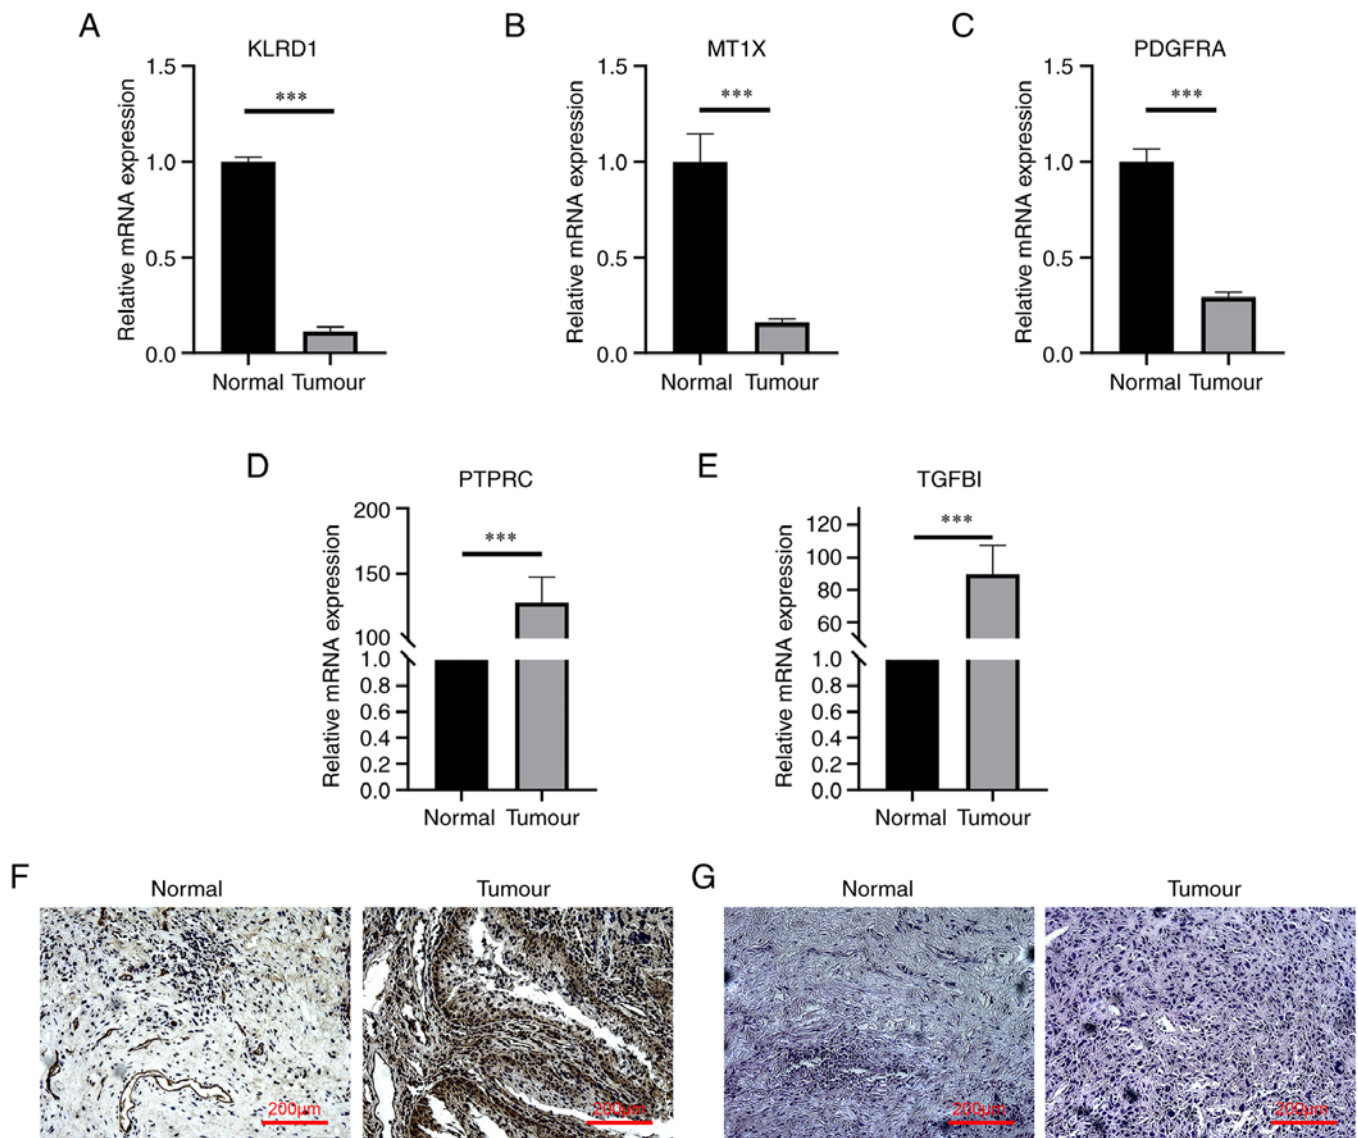 A
KLRD1
Relative mRNA expression
1.5
1.0
0.5
0.0
***
Normal Tumour
B
MT1X
Relative mRNA expression
1.5
1.0
0.5
0.0
***
Normal Tumour
C
PDGFRA
Relative mRNA expression
1.5
1.0
0.5
0.0
***
Normal Tumour
D
PTPRC
Relative mRNA expression
200
150
100
1.0
0.8
0.6
0.4
0.2
0.0
***
Normal Tumour
E
TGFBI
Relative mRNA expression
120
100
80
60
1.0
0.8
0.6
0.4
0.2
0.0
***
Normal Tumour
F
Normal
Tumour
200μm
200μm
G
Normal
Tumour
200μm
200μm